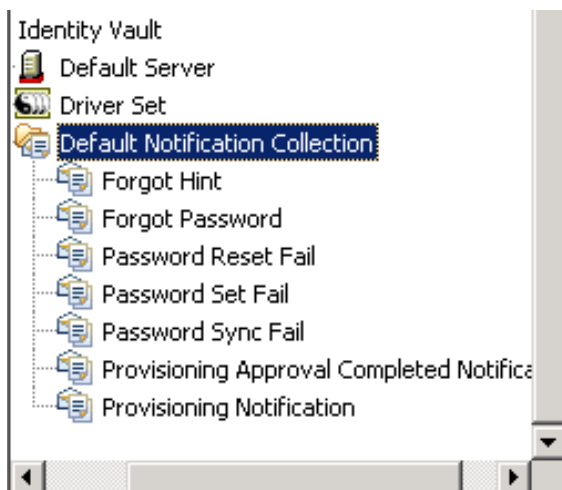 Identity Vault
Default Server
Driver Set
Default Notification Collection
Forgot Hint
Forgot Password
Password Reset Fail
Password Set Fail
Password Sync Fail
Provisioning Approval Completed Notifica
Provisioning Notification